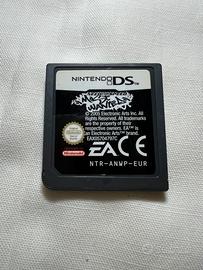 NINTENDO DS
MOST WANTED
© 2005 Electronic Arts Inc. All
Rights Reserved. All trademarks
are the property of their
respective owners. EA™ is
an Electronic Arts™
brand.
Nintendo
EA CE
NTR-ANWP-EUR